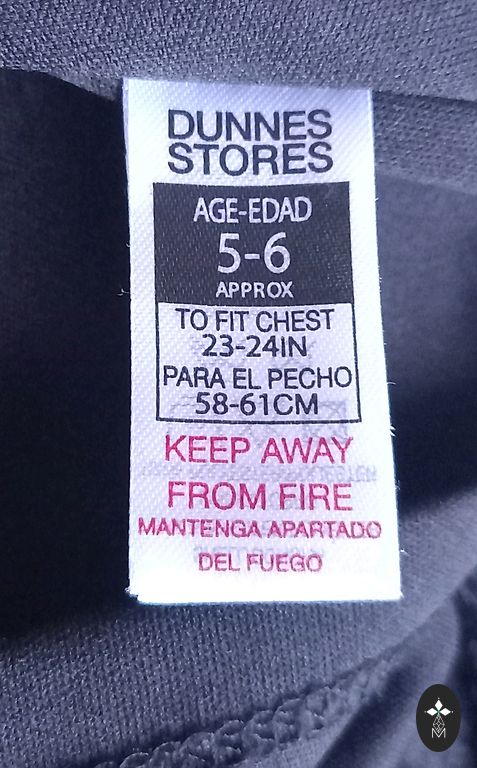 DUNNES
STORES
AGE-EDAD
5-6
APPROX
TO FIT CHEST
23-24IN
PARA EL PECHO
58-61CM
KEEP AWAY
FROM FIRE
MANTENGA APARTADO
DEL FUEGO
M